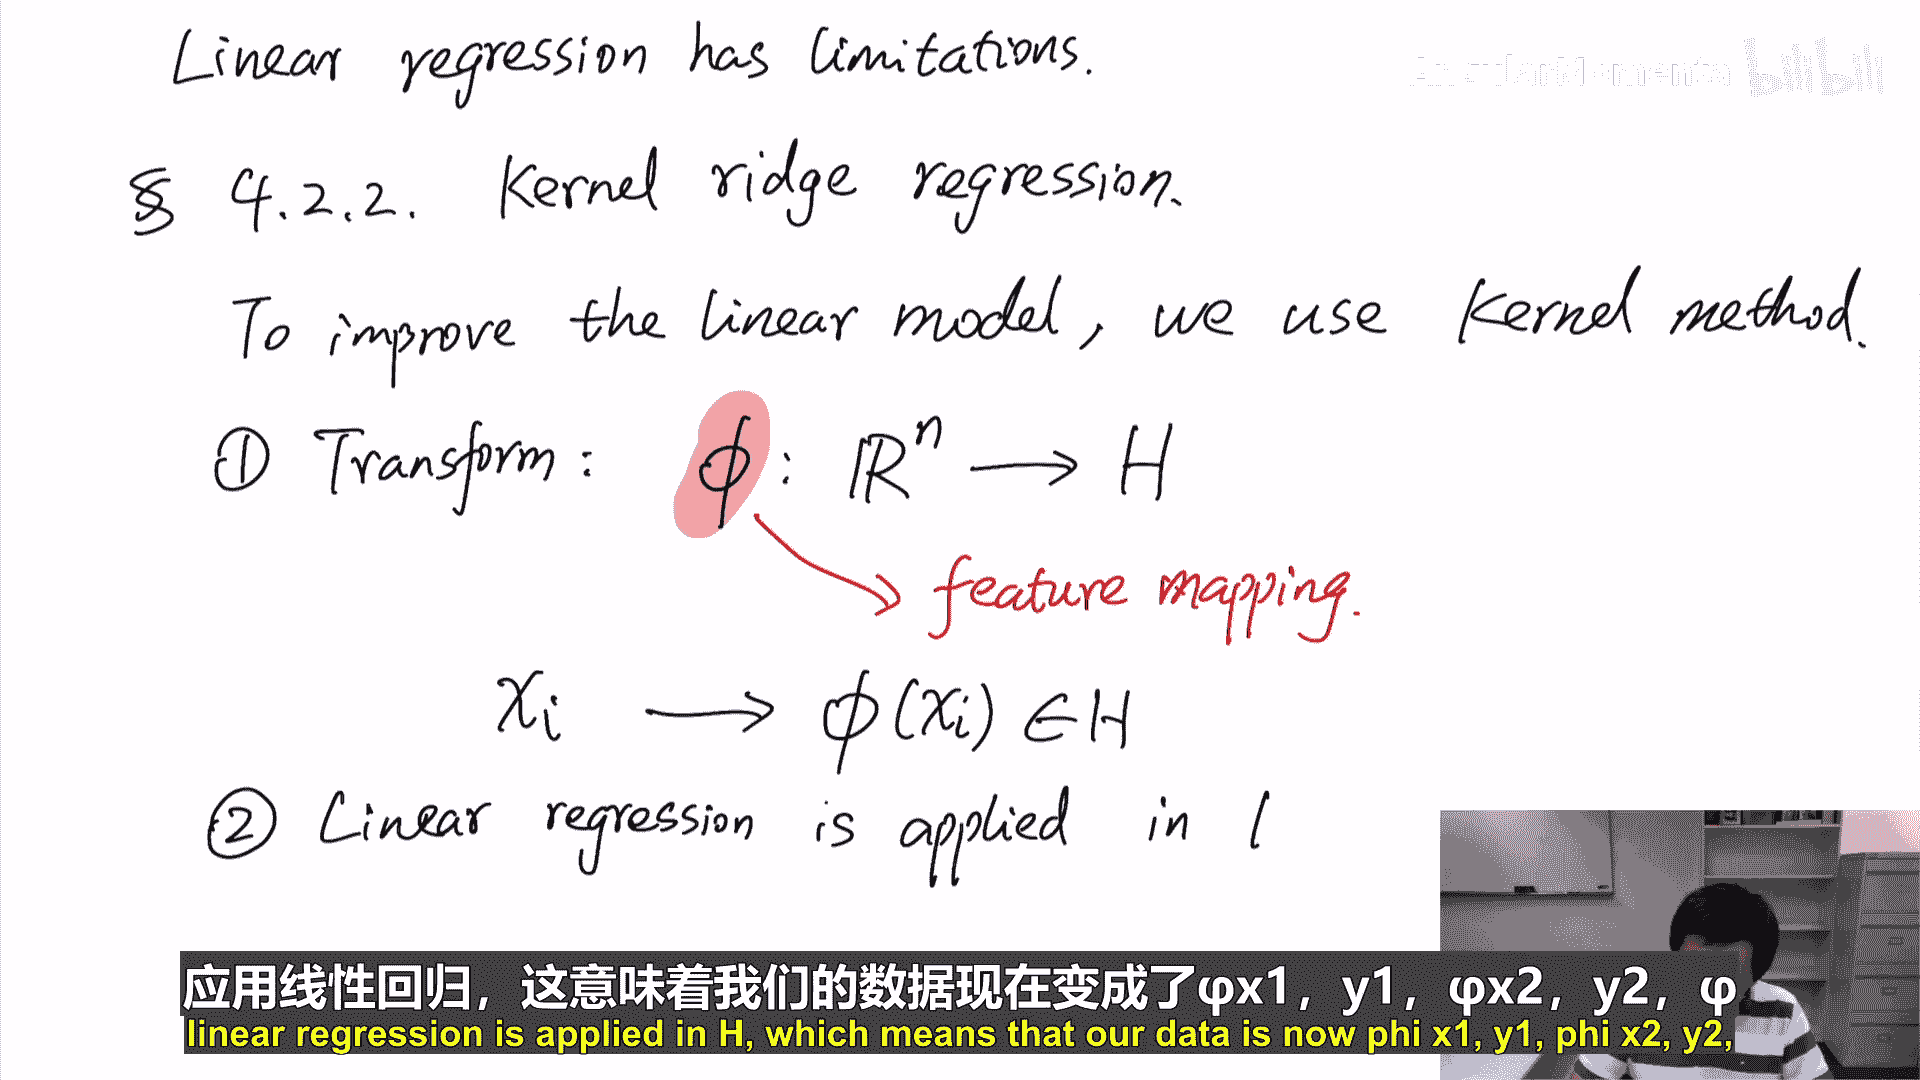 Linear regression has limitations.
§ 4.2.2. Kernel ridge regression.
To improve the linear model, we use Kernel method.
① Transform: ϕ: ℝⁿ ⟶ H
feature mapping.
xᵢ ⟶ ϕ(xᵢ) ∈ H
② Linear regression is applied in
应用线性回归，这意味着我们的数据现在变成了φx1，y1，φx2，y2，φ
linear regression is applied in H, which means that our data is now phi x1, y1, phi x2, y2,
bilibili